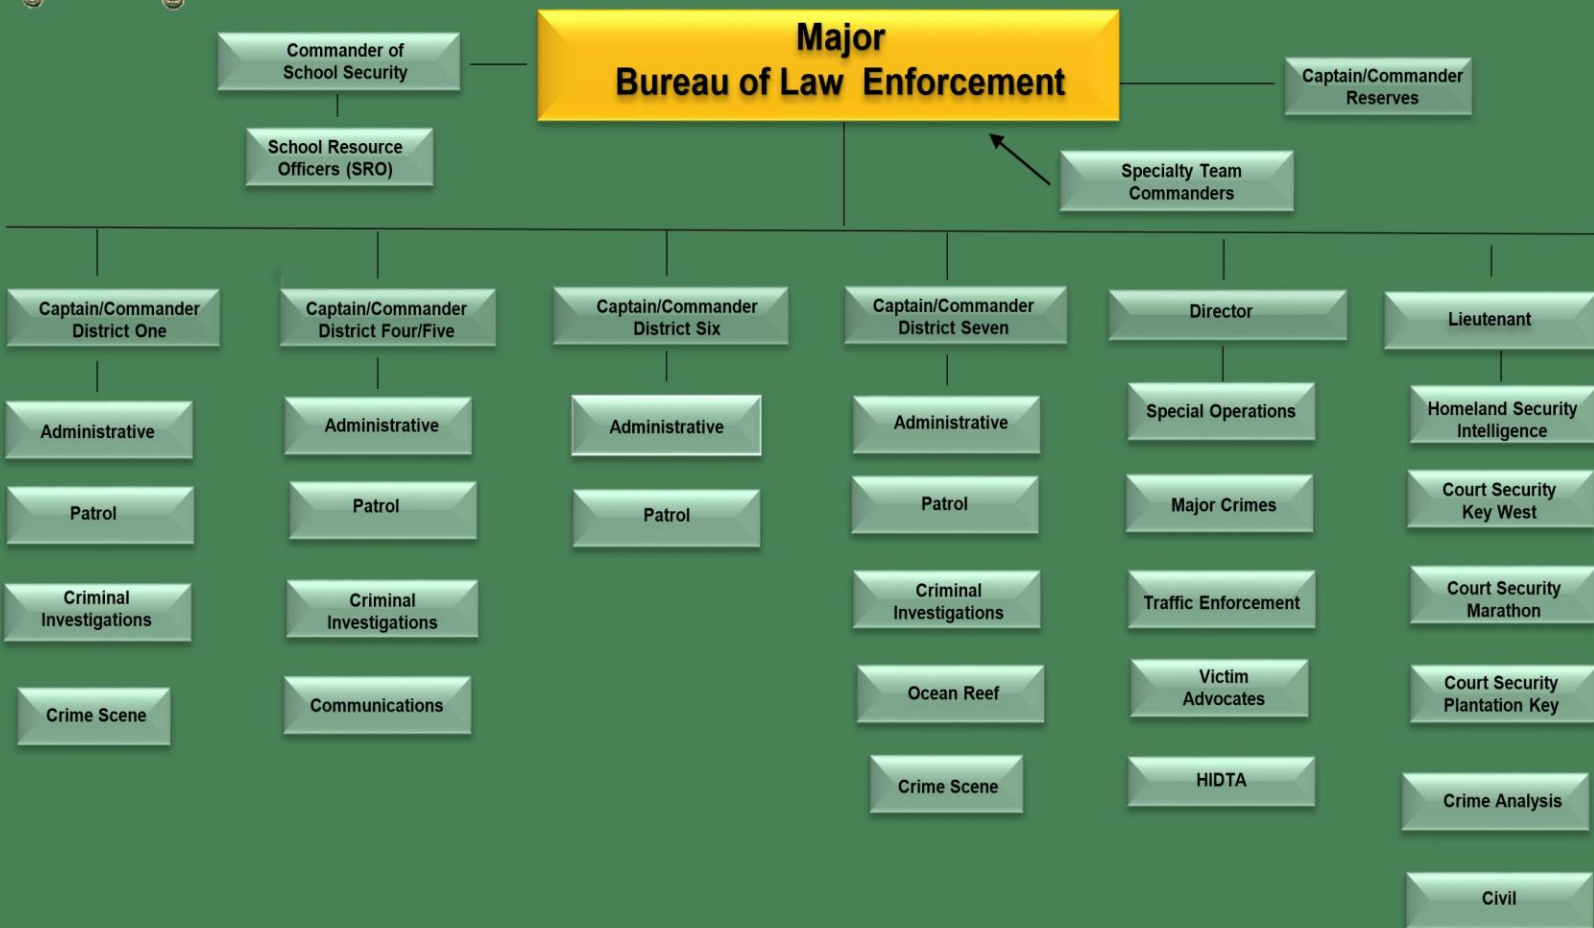 Major
Bureau of Law  Enforcement
Commander of
School Security
School Resource
Officers (SRO)
Captain/Commander
Reserves
Specialty Team
Commanders
Captain/Commander
District One
Administrative
Patrol
Criminal
Investigations
Crime Scene
Captain/Commander
District Four/Five
Administrative
Patrol
Criminal
Investigations
Communications
Captain/Commander
District Six
Administrative
Patrol
Captain/Commander
District Seven
Administrative
Patrol
Criminal
Investigations
Ocean Reef
Crime Scene
Director
Special Operations
Major Crimes
Traffic Enforcement
Victim
Advocates
HIDTA
Lieutenant
Homeland Security
Intelligence
Court Security
Key West
Court Security
Marathon
Court Security
Plantation Key
Crime Analysis
Civil